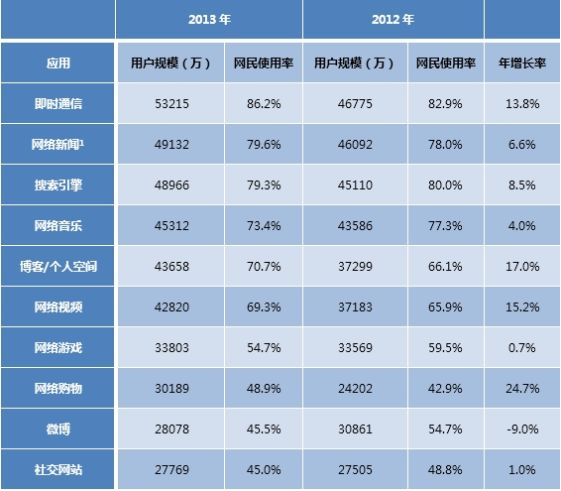 2013 年 2012 年
应用 用户规模（万） 网民使用率 用户规模（万） 网民使用率 年增长率
即时通信 53215 86.2% 46775 82.9% 13.8%
网络新闻¹ 49132 79.6% 46092 78.0% 6.6%
搜索引擎 48966 79.3% 45110 80.0% 8.5%
网络音乐 45312 73.4% 43586 77.3% 4.0%
博客/个人空间 43658 70.7% 37299 66.1% 17.0%
网络视频 42820 69.3% 37183 65.9% 15.2%
网络游戏 33803 54.7% 33569 59.5% 0.7%
网络购物 30189 48.9% 24202 42.9% 24.7%
微博 28078 45.5% 30861 54.7% -9.0%
社交网站 27769 45.0% 27505 48.8% 1.0%